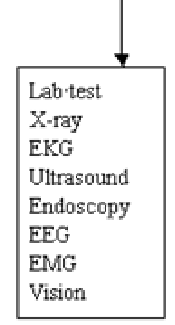 Lab test
X-ray
EKG
Ultrasound
Endoscopy
EEG
EMG
Vision